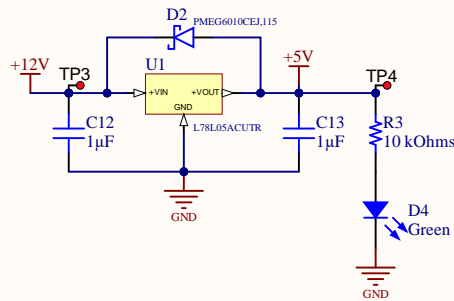 D2
PMEG6010CEJ,115
+12V
TP3
U1
+5V
TP4
+VIN
+VOUT
GND
L78L05ACUTR
C12
1µF
C13
1µF
R3
10 kOhms
GND
D4
Green
GND